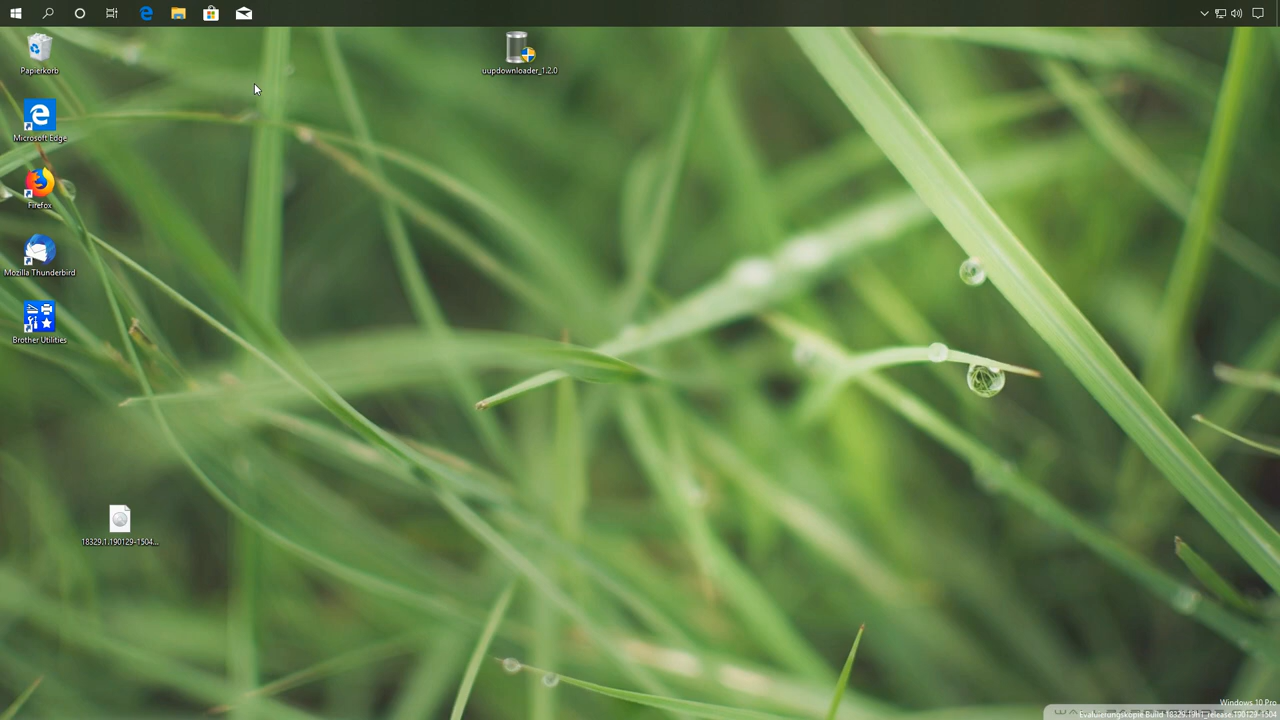 Papierkorb
uupdownloader_1.2.0
Microsoft Edge
Firefox
Mozilla Thunderbird
Brother Utilities
18329.1.190129-1504...
Windows 10 Pro
Evaluierungskopie Build 18329.19h1_release.190129-1504